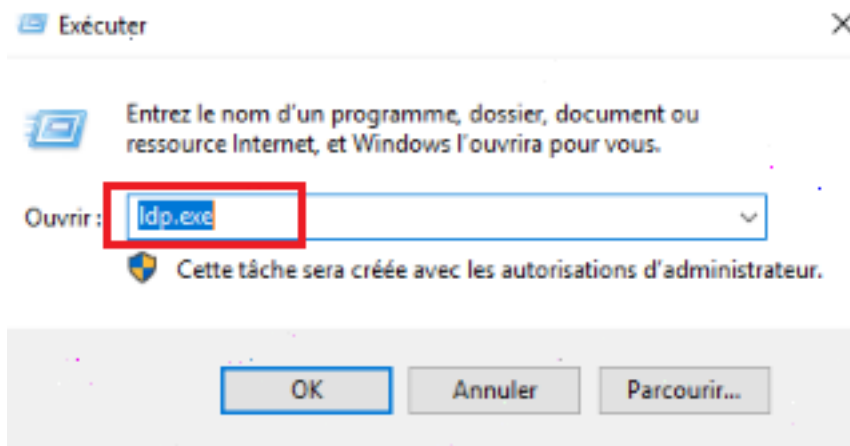 Exécuter
Entrez le nom d'un programme, dossier, document ou
ressource Internet, et Windows l'ouvrira pour vous.
Ouvrir : ldp.exe
Cette tâche sera créée avec les autorisations d'administrateur.
OK Annuler Parcourir...